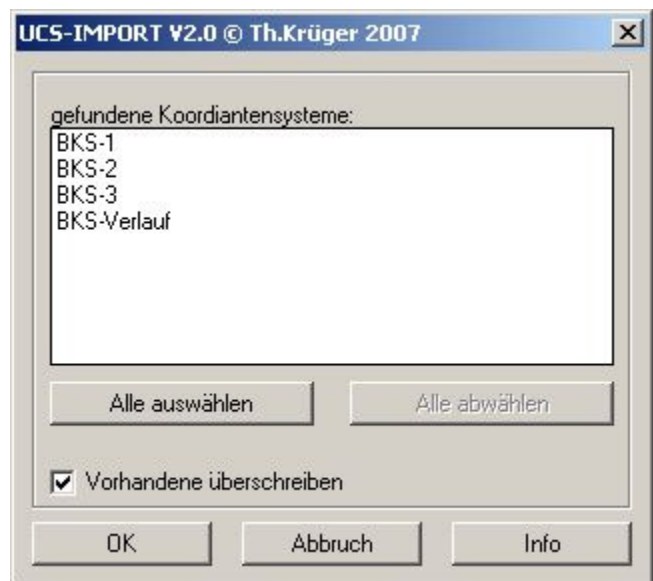 UCS-IMPORT V2.0 © Th.Krüger 2007
gefundene Koordiantensysteme:
BKS-1
BKS-2
BKS-3
BKS-Verlauf
Alle auswählen
Alle abwählen
Vorhandene überschreiben
OK
Abbruch
Info